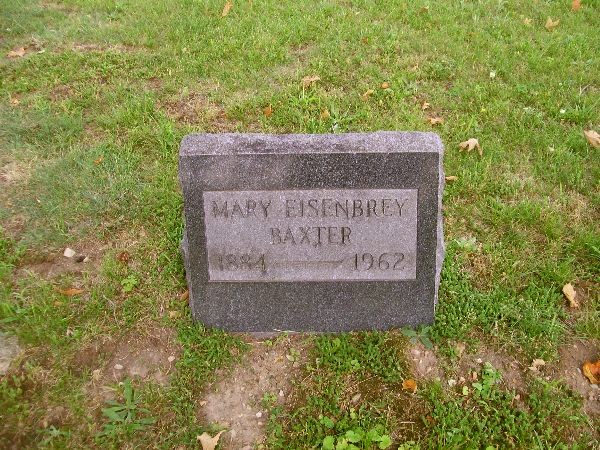 MARY EISENBREY
BAXTER
1884 — 1962